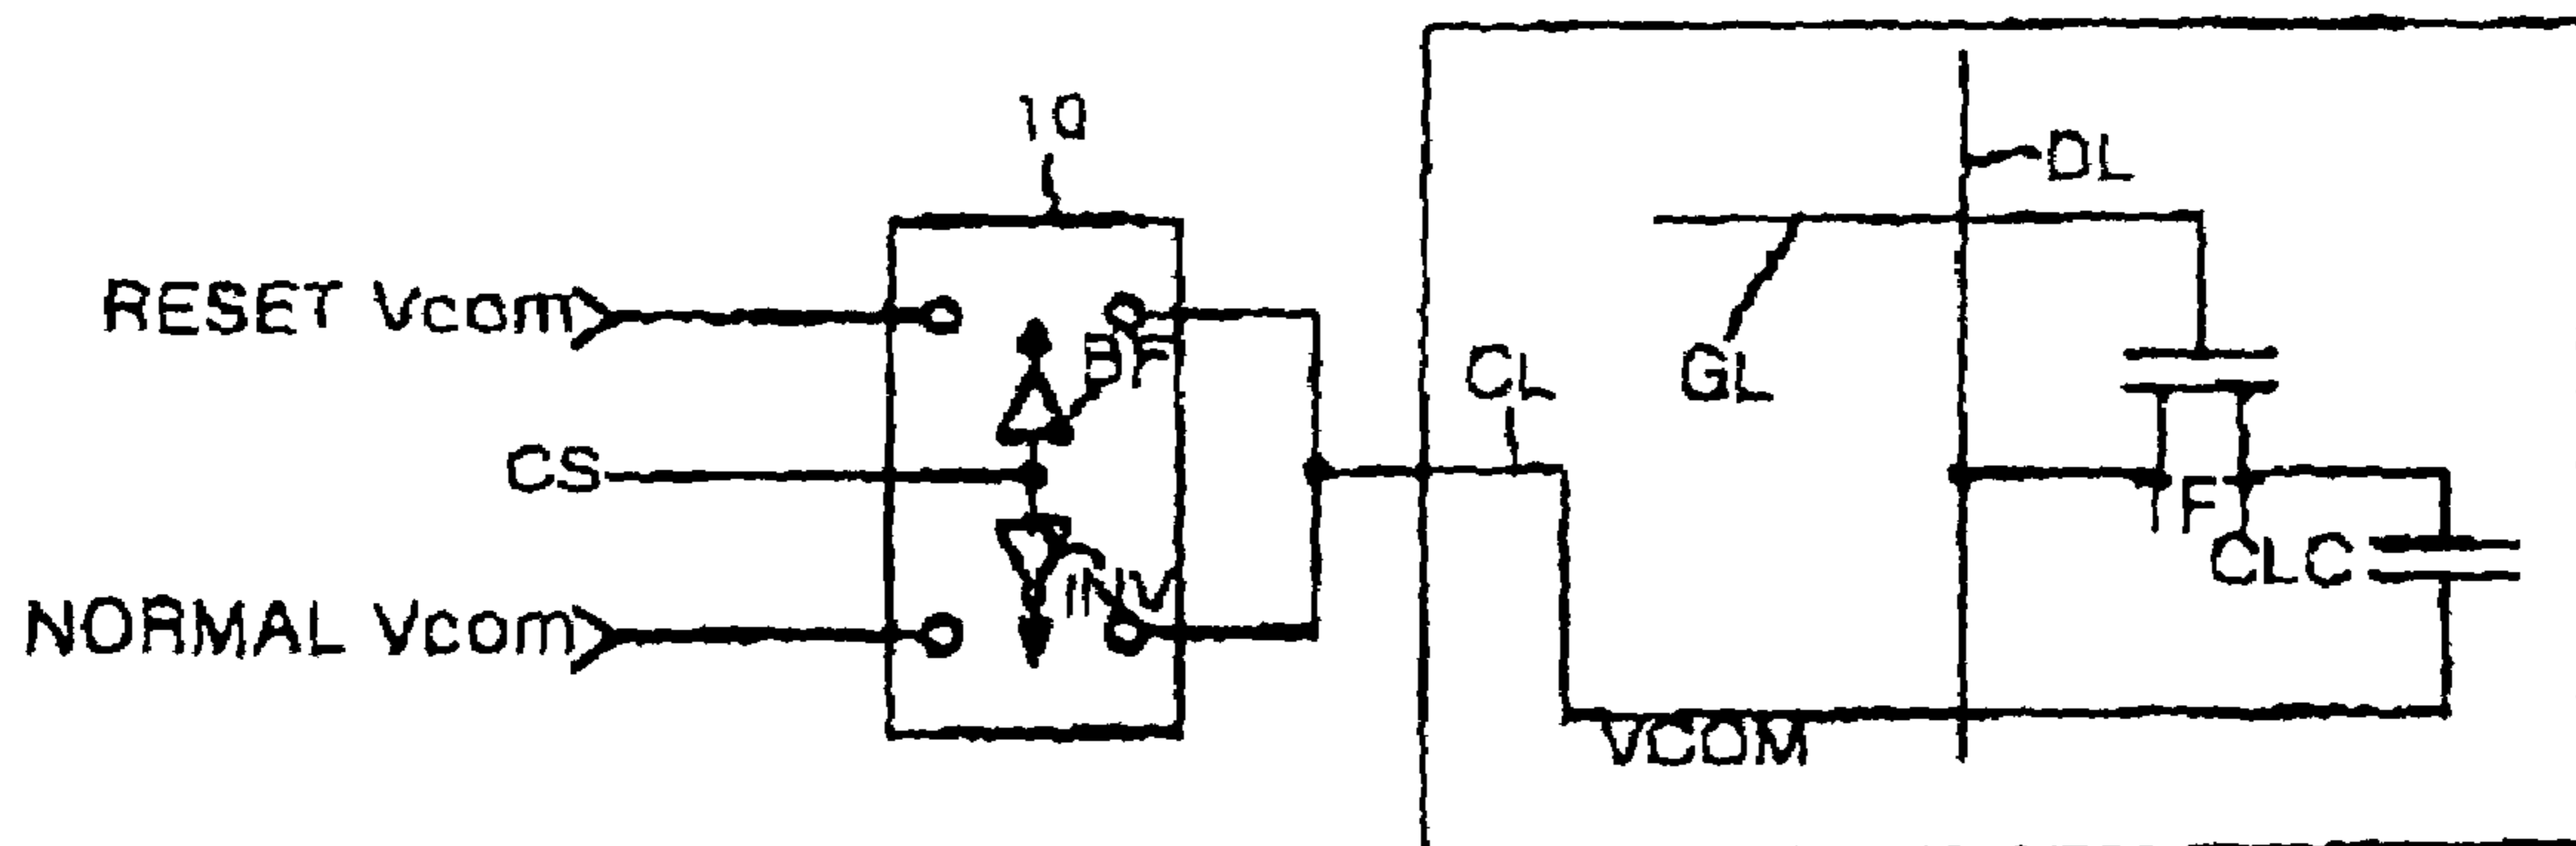 10
DL
RESET Vcom
BF
GL
CL
CS
TF
CLC
INV
NORMAL Vcom
VCOM